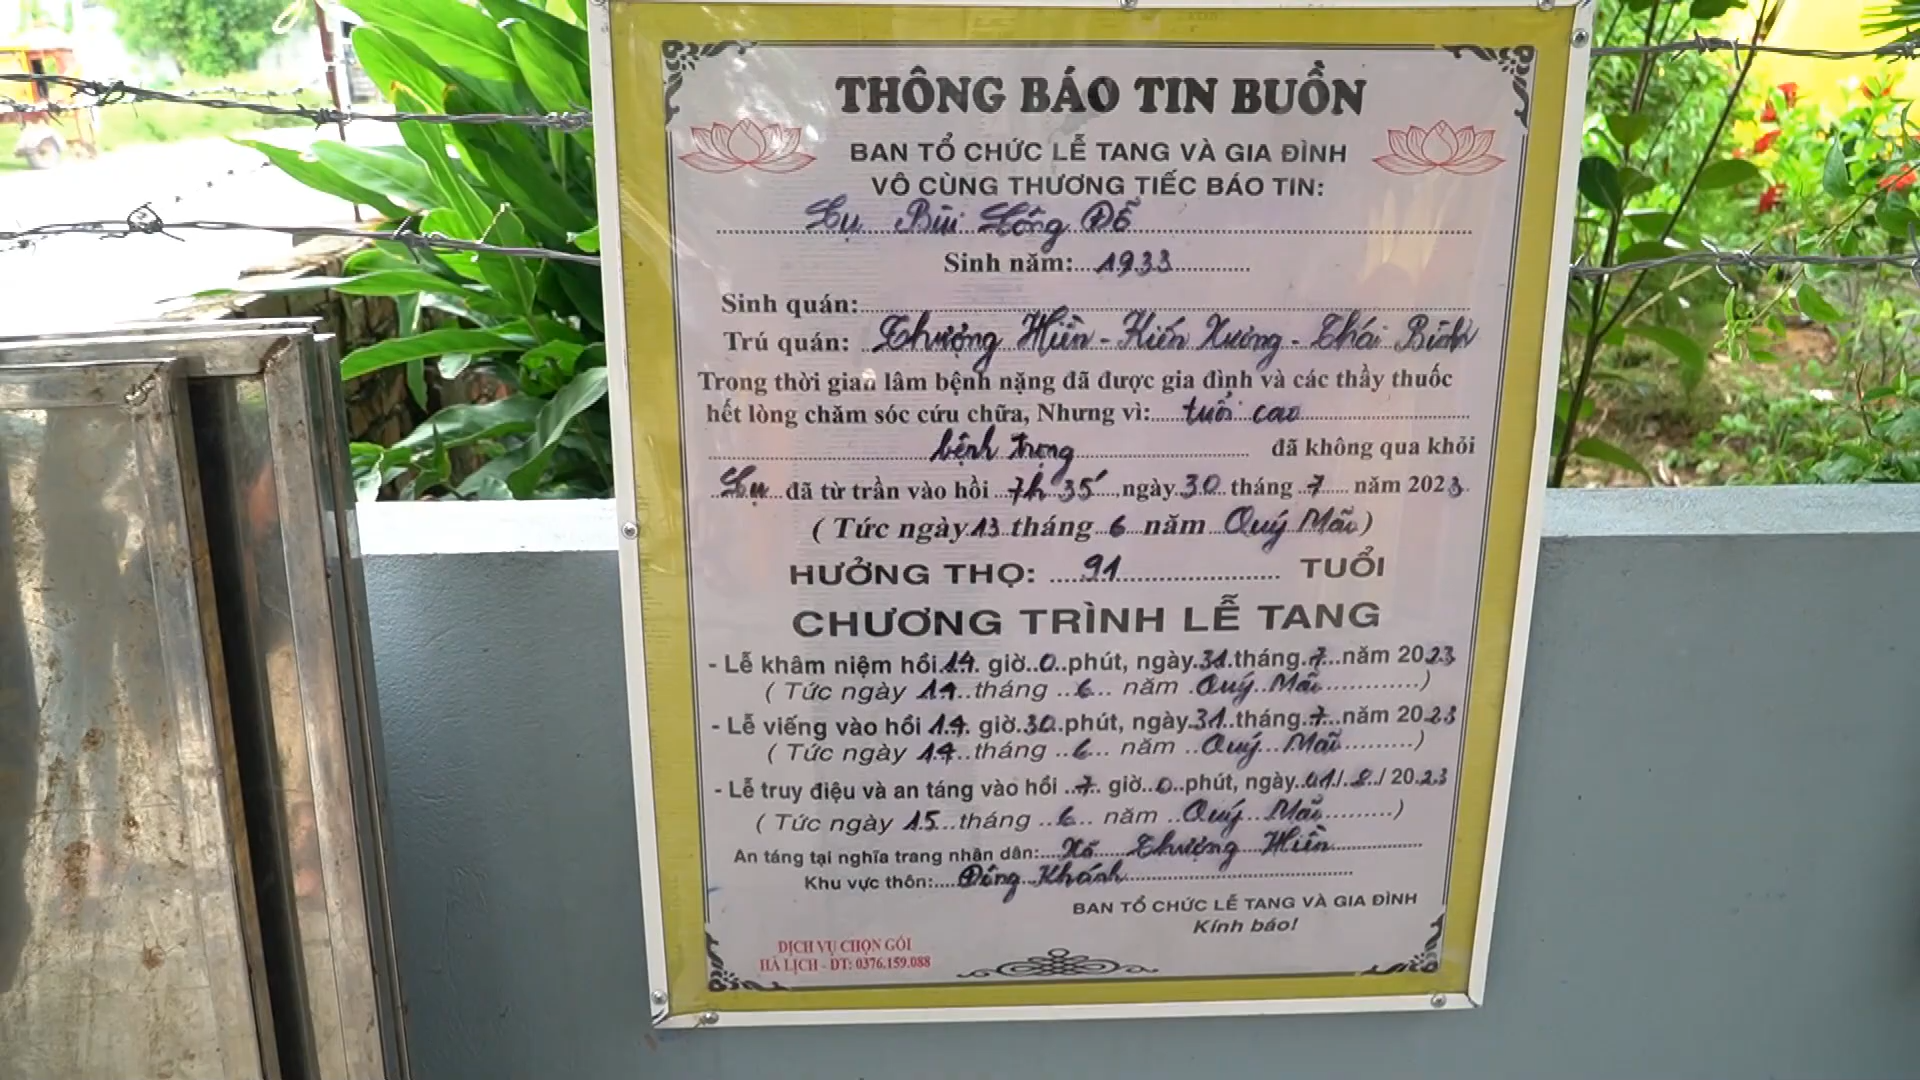 THÔNG BÁO TIN BUỒN
BAN TỔ CHỨC LỄ TANG VÀ GIA ĐÌNH
VÔ CÙNG THƯƠNG TIẾC BÁO TIN:
Cụ Bùi Công Đỗ
Sinh năm: 1933
Sinh quán:
Trú quán: Thượng Hiền - Kiến Xương - Thái Bình
Trong thời gian lâm bệnh nặng đã được gia đình và các thầy thuốc
hết lòng chăm sóc cứu chữa, Nhưng vì: tuổi cao
bệnh trọng đã không qua khỏi
Cụ đã từ trần vào hồi 7h 35', ngày 30 tháng 7 năm 2023
( Tức ngày 13 tháng 6 năm Quý Mão )
HƯỞNG THỌ: 91 TUỔI
CHƯƠNG TRÌNH LỄ TANG
- Lễ khâm niệm hồi 14 giờ 0 phút, ngày 31 tháng 7 năm 2023
( Tức ngày 14 tháng 6 năm Quý Mão )
- Lễ viếng vào hồi 14 giờ 30 phút, ngày 31 tháng 7 năm 2023
( Tức ngày 14 tháng 6 năm Quý Mão )
- Lễ truy điệu và an táng vào hồi 7 giờ 0 phút, ngày 01/ 8 / 2023
( Tức ngày 15 tháng 6 năm Quý Mão )
An táng tại nghĩa trang nhân dân: Xã Thượng Hiền
Khu vực thôn: Đông Khánh
BAN TỔ CHỨC LỄ TANG VÀ GIA ĐÌNH
Kính báo!
DỊCH VỤ CHỌN GÓI
HÀ LỊCH - DT: 0376.159.088